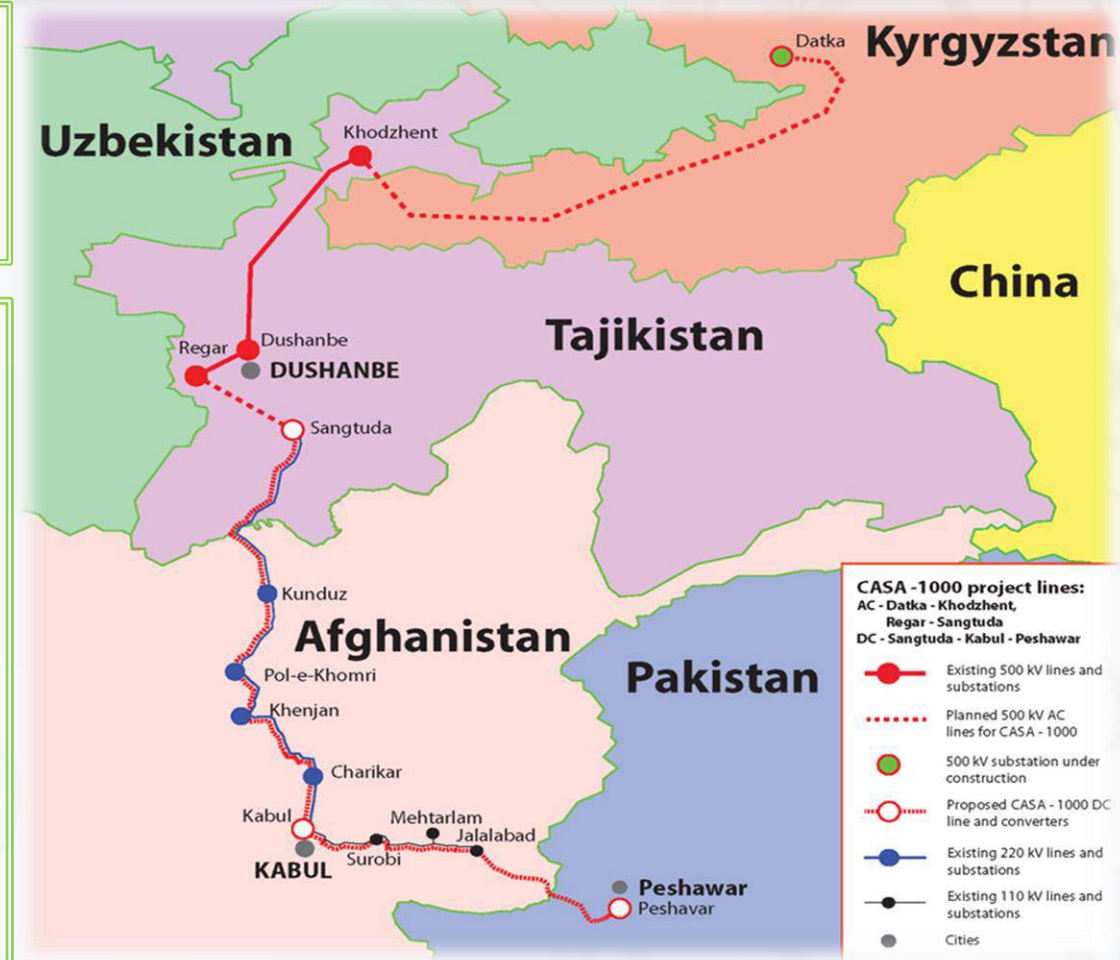 Datka
Kyrgyzstan
Uzbekistan
Khodzhent
China
Tajikistan
Regar
Dushanbe
DUSHANBE
Sangtuda
Kunduz
Afghanistan
Pol-e-Khomri
Pakistan
Khenjan
Charikar
Kabul
Mehtarlam
Jalalabad
Surobi
KABUL
Peshawar
Peshavar
CASA -1000 project lines:
AC - Datka - Khodzhent,
Regar - Sangtuda
DC - Sangtuda - Kabul - Peshawar
Existing 500 kV lines and
substations
Planned 500 kV AC
lines for CASA - 1000
500 kV substation under
construction
Proposed CASA - 1000 DC
line and converters
Existing 220 kV lines and
substations
Existing 110 kV lines and
substations
Cities